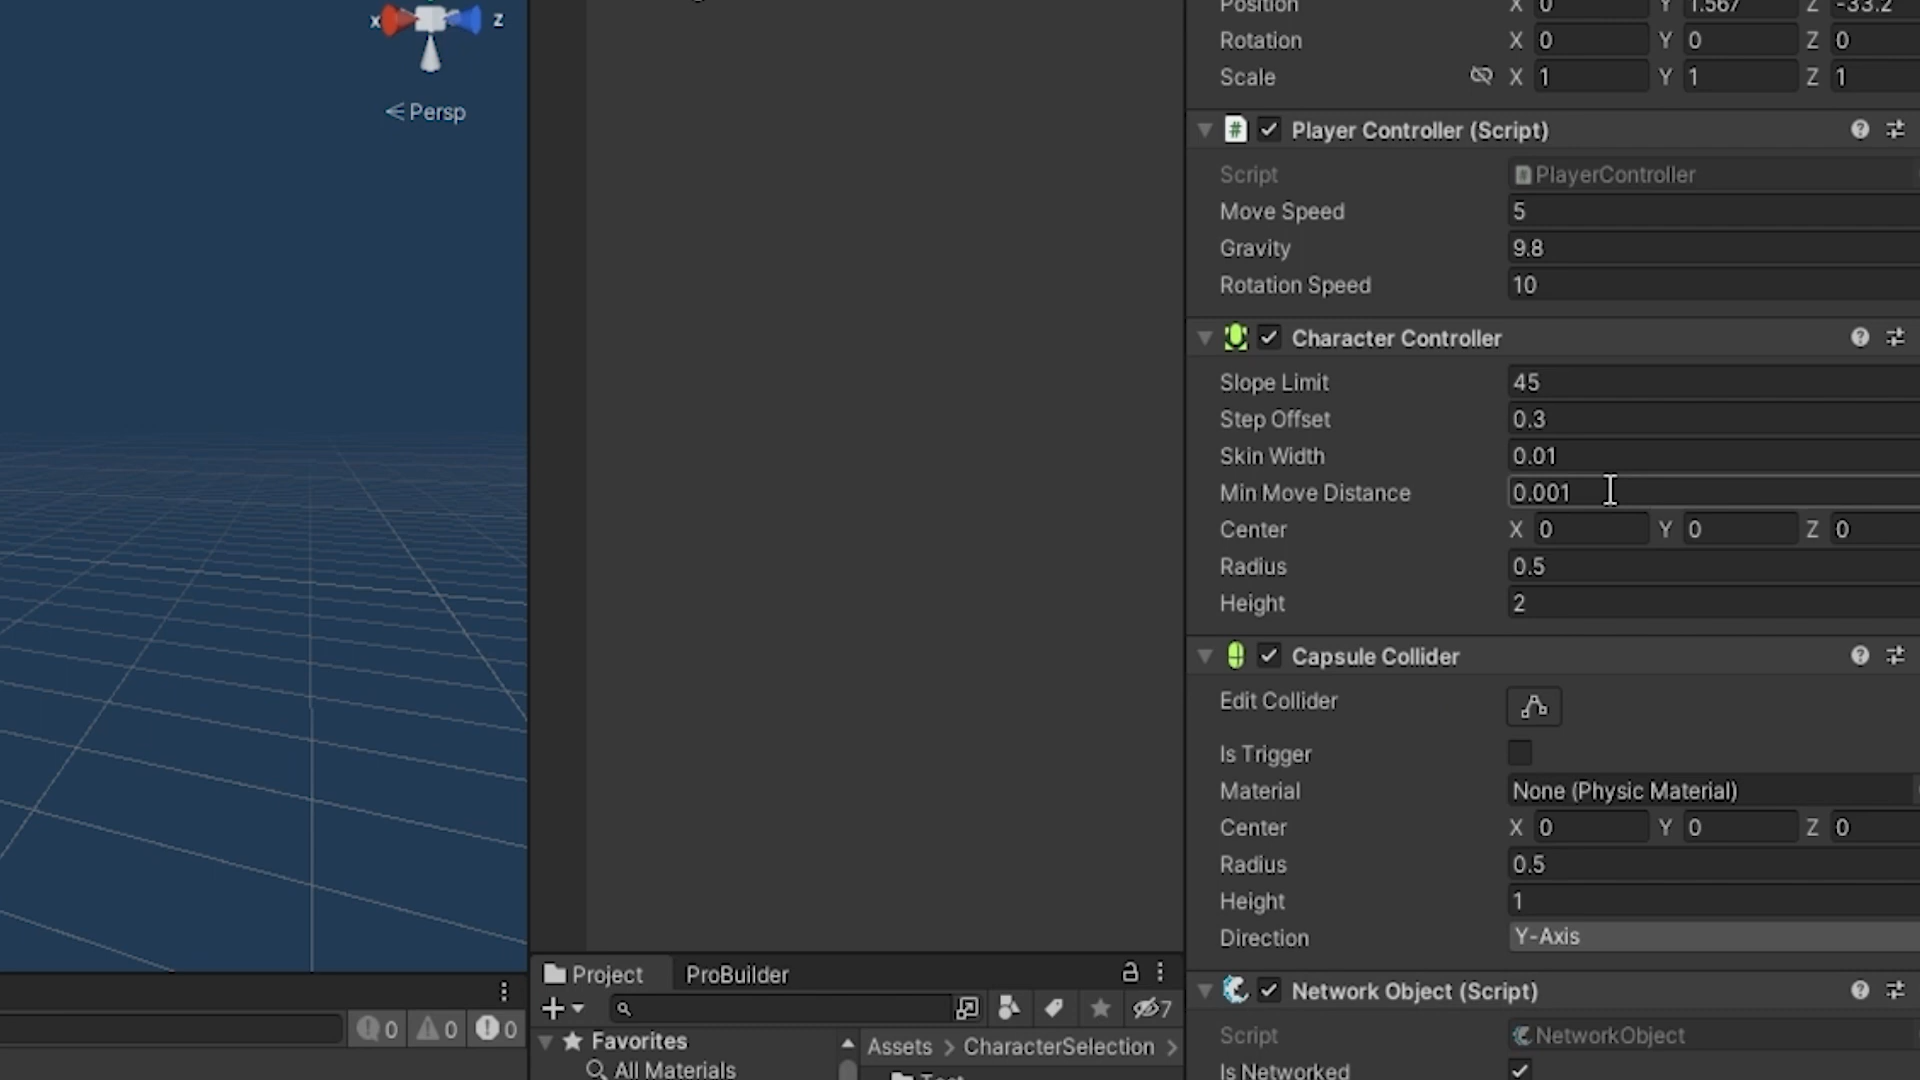 Position X 0 Y 1.567 Z -33.2
x z
Rotation X 0 Y 0 Z 0
Scale X 1 Y 1 Z 1
< Persp
Player Controller (Script)
Script PlayerController
Move Speed 5
Gravity 9.8
Rotation Speed 10
Character Controller
Slope Limit 45
Step Offset 0.3
Skin Width 0.01
Min Move Distance 0.001
Center X 0 Y 0 Z 0
Radius 0.5
Height 2
Capsule Collider
Edit Collider
Is Trigger
Material None (Physic Material)
Center X 0 Y 0 Z 0
Radius 0.5
Height 1
Direction Y-Axis
Project ProBuilder
7
0 0 0
Favorites
All Materials
Assets > CharacterSelection >
Network Object (Script)
Script NetworkObject
Is Networked